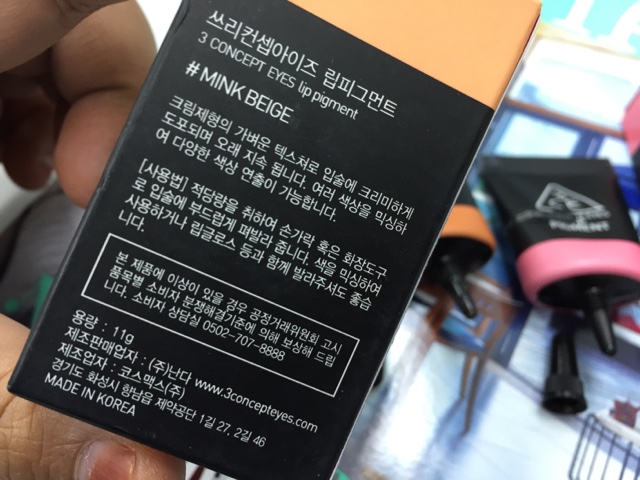 쓰리컨셉아이즈 립피그먼트
3 CONCEPT EYES lip pigment
# MINK BEIGE
크림제형의 가벼운 텍스쳐로 입술에 크리미하게
도포되며 오래 지속 됩니다. 여러 색상을 믹싱하
여 다양한 색상 연출이 가능합니다.
[사용법] 적당량을 취하여 손가락 혹은 화장도구
로 입술에 부드럽게 펴발라 줍니다. 색을 믹싱하여
사용하거나 립글로스 등과 함께 발라주셔도 좋습
니다.
본 제품에 이상이 있을 경우 공정거래위원회 고시
품목별 소비자 분쟁해결기준에 의해 보상해 드립
니다. 소비자 상담실 0502-707-8888
용량 : 11g
제조판매업자 : (주)난다 www.3concepteyes.com
제조업자 : 코스맥스(주)
경기도 화성시 향남읍 제약공단 1길 27, 2길 46
MADE IN KOREA
PIGMENT